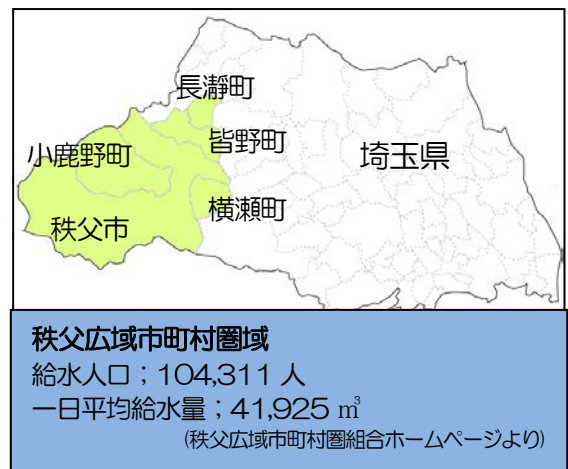 長瀞町
皆野町
小鹿野町
埼玉県
横瀬町
秩父市
秩父広域市町村圏域
給水人口；104,311 人
一日平均給水量；41,925 ㎥
(秩父広域市町村圏組合ホームページより)